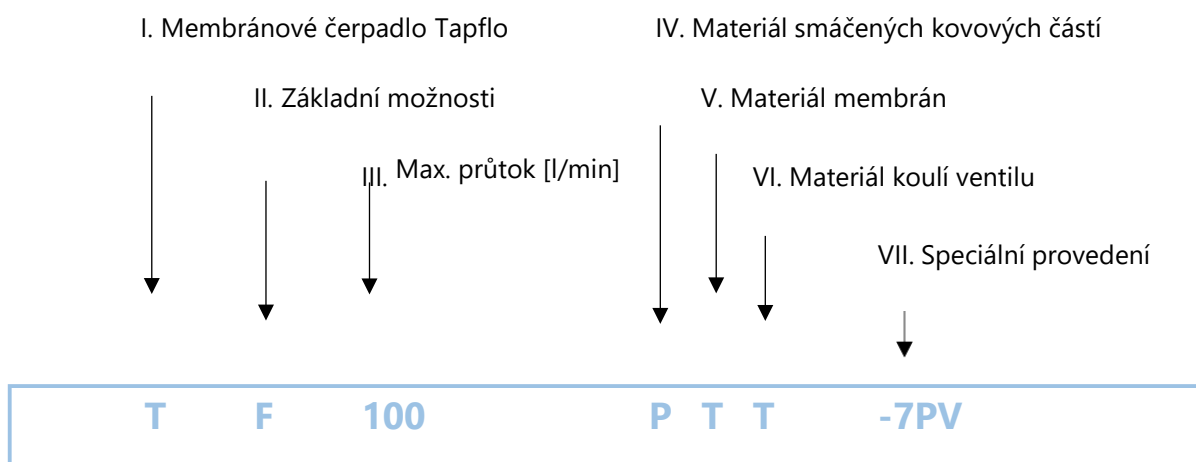 I. Membránové čerpadlo Tapflo
IV. Materiál smáčených kovových částí
II. Základní možnosti
V. Materiál membrán
III. Max. průtok [l/min]
VI. Materiál koulí ventilu
VII. Speciální provedení
T F 100 P T T -7PV